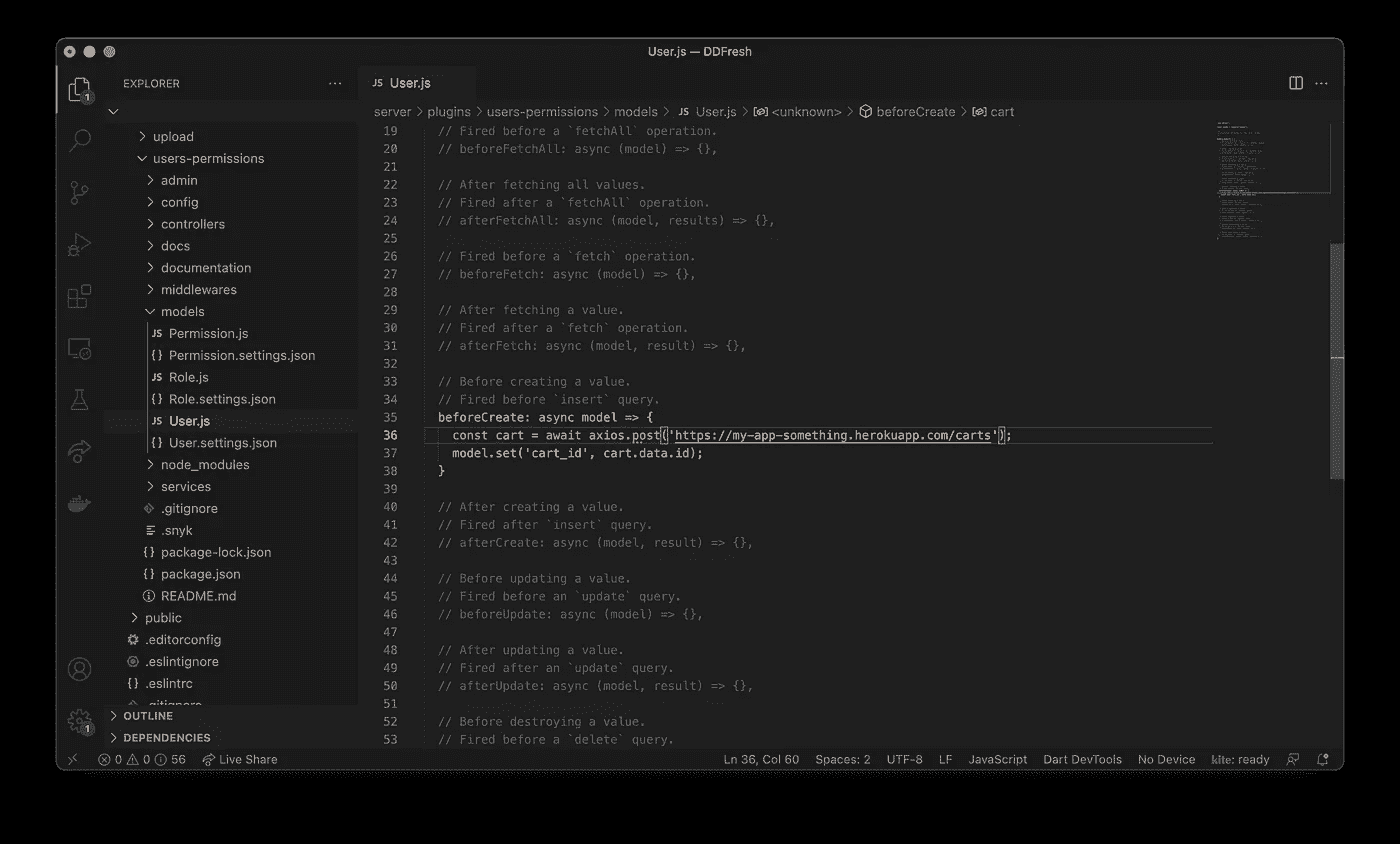 User.js — DDFresh
EXPLORER ···
JS User.js
···
server > plugins > users-permissions > models > JS User.js > <unknown> > beforeCreate > cart
1
> upload
users-permissions
> admin
> config
> controllers
> docs
> documentation
> middlewares
models
JS Permission.js
{} Permission.settings.json
JS Role.js
{} Role.settings.json
JS User.js
{} User.settings.json
> node_modules
> services
.gitignore
.snyk
{} package-lock.json
{} package.json
README.md
> public
.editorconfig
.eslintignore
{} .eslintrc
.gitignore
> OUTLINE
> DEPENDENCIES
1
19 // Fired before a `fetchAll` operation.
20 // beforeFetchAll: async (model) => {},
21
22 // After fetching all values.
23 // Fired after a `fetchAll` operation.
24 // afterFetchAll: async (model, results) => {},
25
26 // Fired before a `fetch` operation.
27 // beforeFetch: async (model) => {},
28
29 // After fetching a value.
30 // Fired after a `fetch` operation.
31 // afterFetch: async (model, result) => {},
32
33 // Before creating a value.
34 // Fired before `insert` query.
35 beforeCreate: async model => {
36 const cart = await axios.post('https://my-app-something.herokuapp.com/carts');
37 model.set('cart_id', cart.data.id);
38 }
39
40 // After creating a value.
41 // Fired after `insert` query.
42 // afterCreate: async (model, result) => {},
43
44 // Before updating a value.
45 // Fired before an `update` query.
46 // beforeUpdate: async (model) => {},
47
48 // After updating a value.
49 // Fired after an `update` query.
50 // afterUpdate: async (model, result) => {},
51
52 // Before destroying a value.
53 // Fired before a `delete` query.
0 0 56 Live Share Ln 36, Col 60 Spaces: 2 UTF-8 LF JavaScript Dart DevTools No Device kite: ready